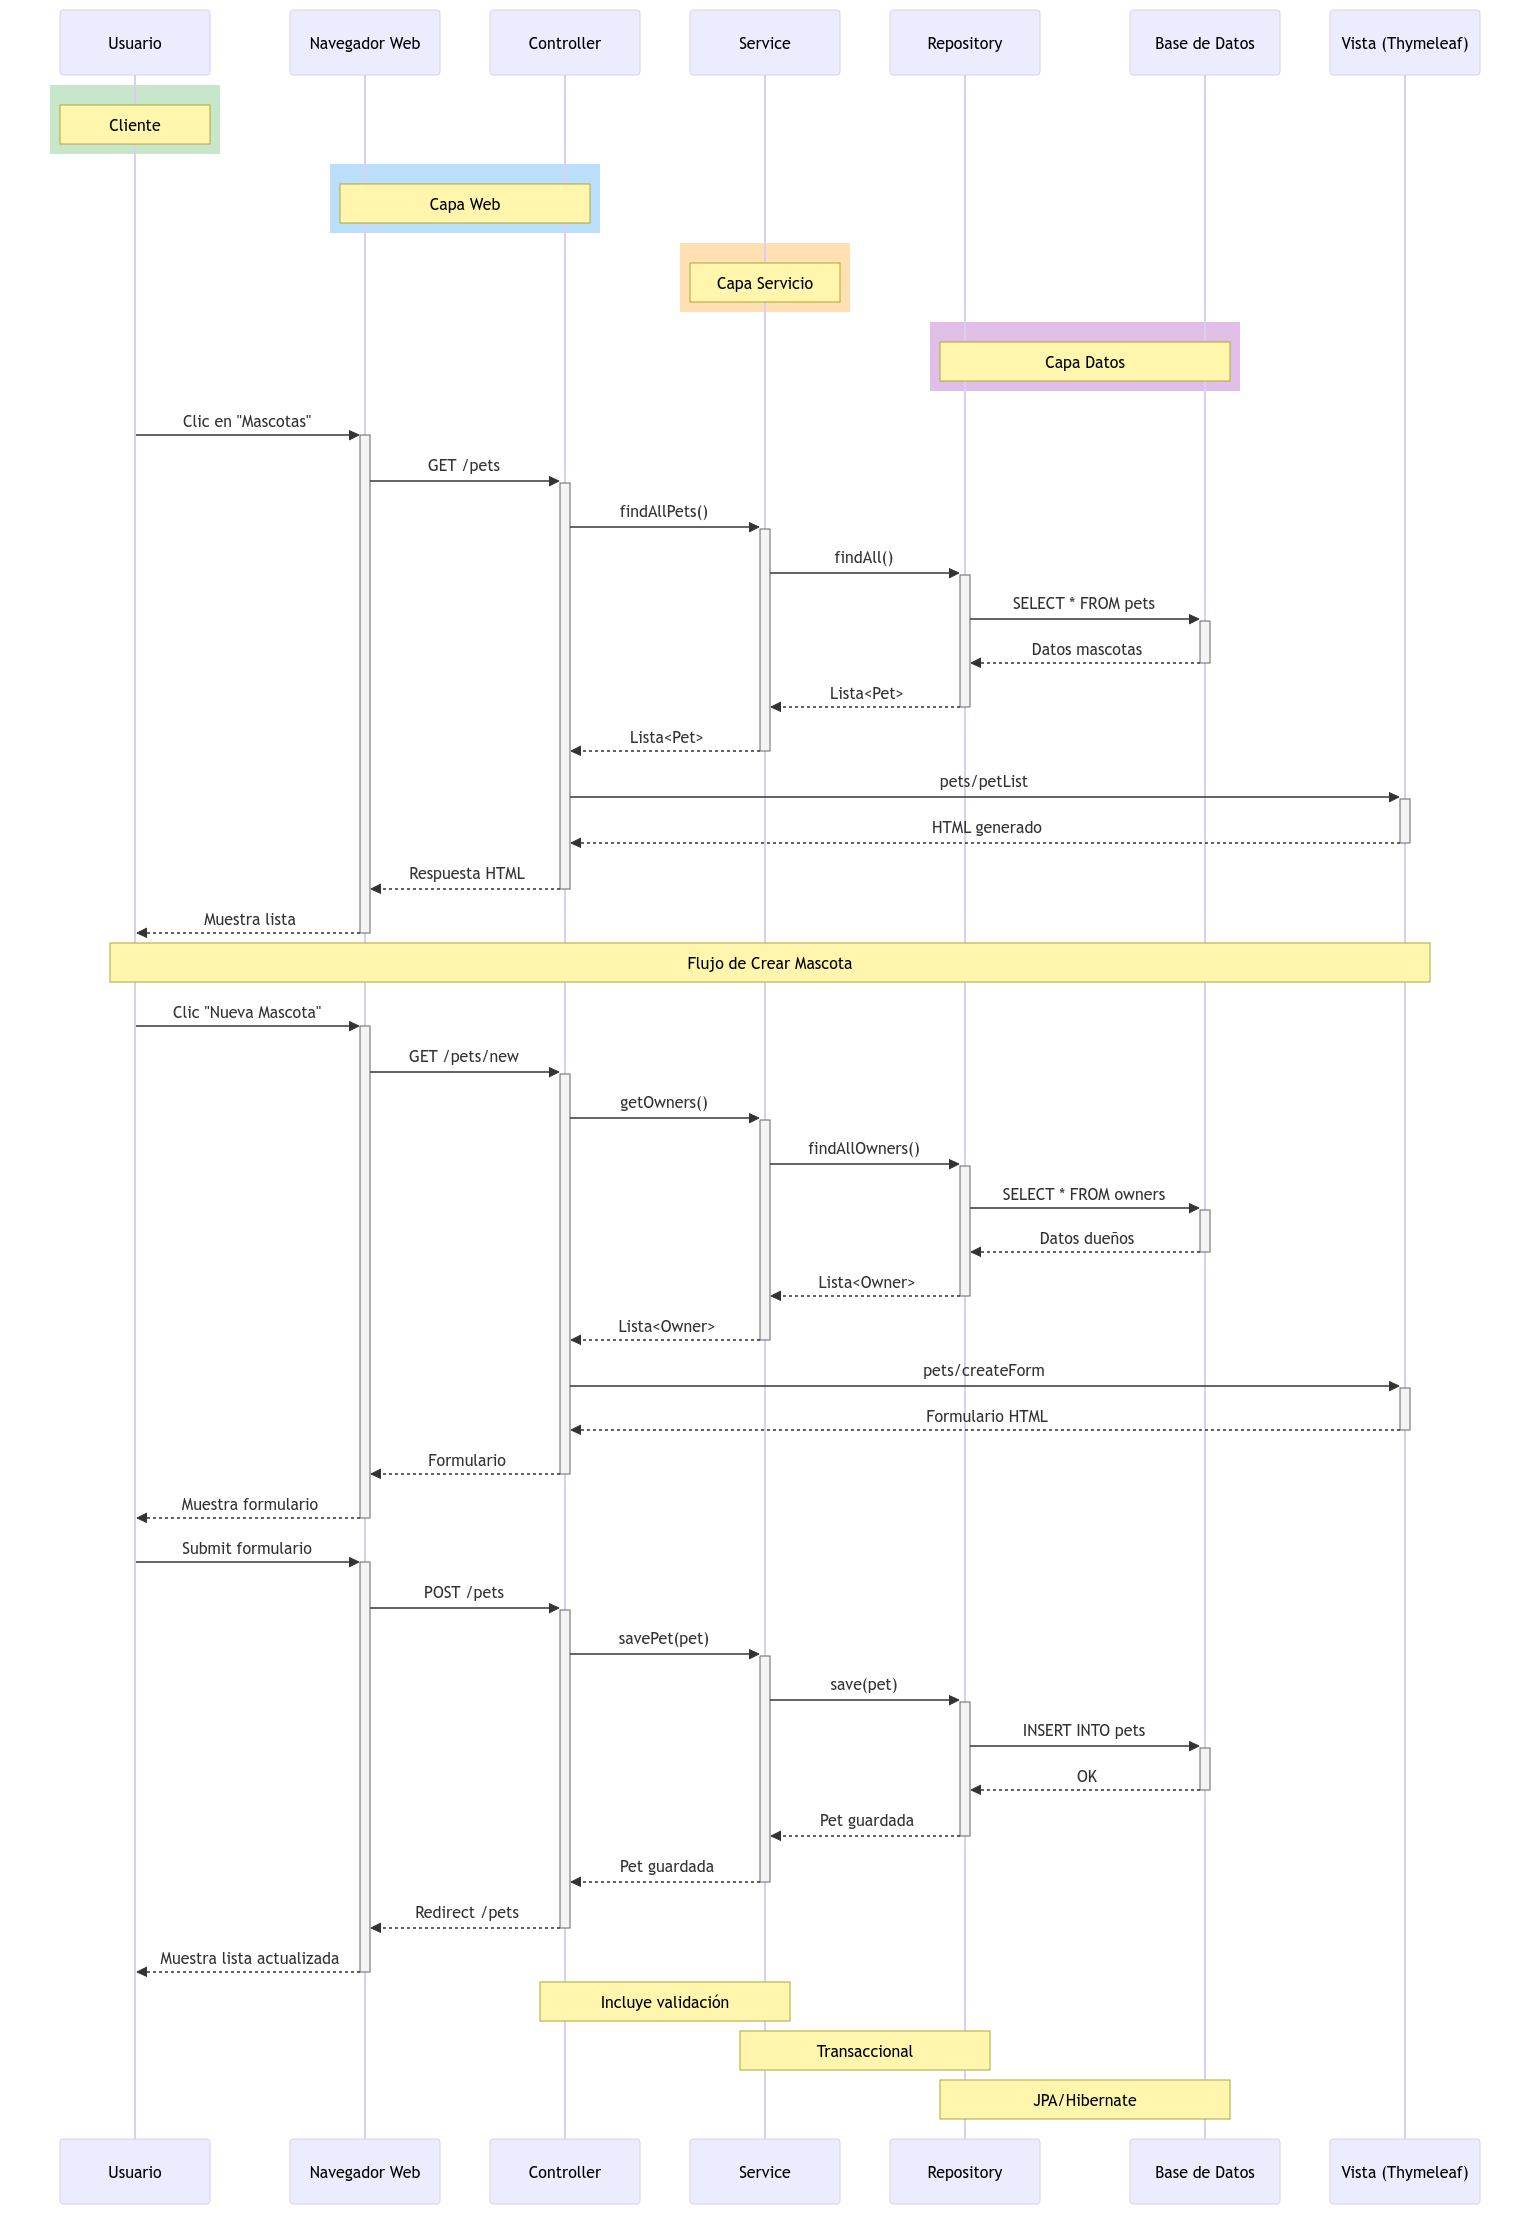 Usuario
Navegador Web
Controller
Service
Repository
Base de Datos
Vista (Thymeleaf)
Cliente
Capa Web
Capa Servicio
Capa Datos
Clic en "Mascotas"
GET /pets
findAllPets()
findAll()
SELECT * FROM pets
Datos mascotas
Lista<Pet>
Lista<Pet>
pets/petList
HTML generado
Respuesta HTML
Muestra lista
Flujo de Crear Mascota
Clic "Nueva Mascota"
GET /pets/new
getOwners()
findAllOwners()
SELECT * FROM owners
Datos dueños
Lista<Owner>
Lista<Owner>
pets/createForm
Formulario HTML
Formulario
Muestra formulario
Submit formulario
POST /pets
savePet(pet)
save(pet)
INSERT INTO pets
OK
Pet guardada
Pet guardada
Redirect /pets
Muestra lista actualizada
Incluye validación
Transaccional
JPA/Hibernate
Usuario
Navegador Web
Controller
Service
Repository
Base de Datos
Vista (Thymeleaf)